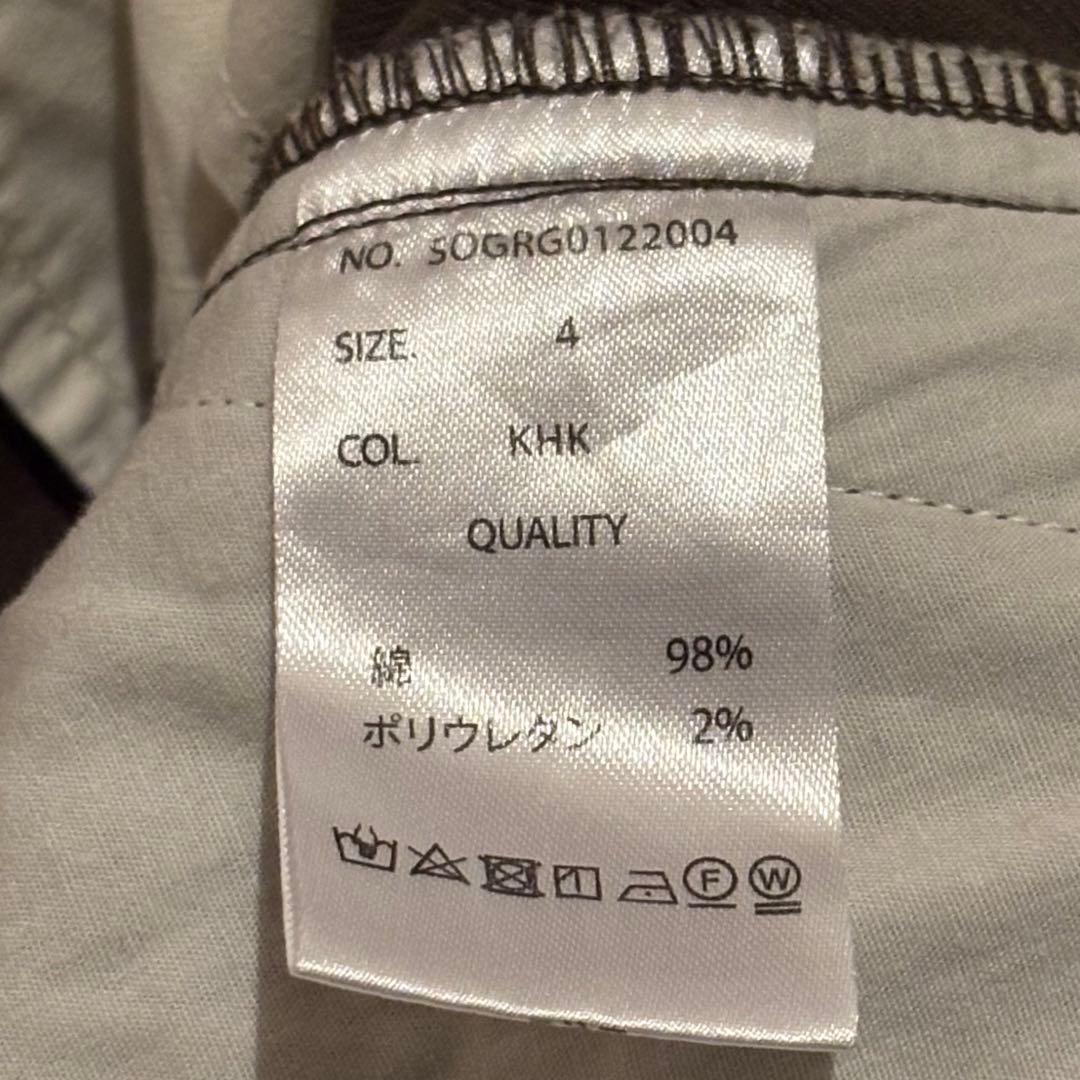 NO. SOGRG0122004
SIZE. 4
COL. KHK
QUALITY
綿 98%
ポリウレタン 2%
F W